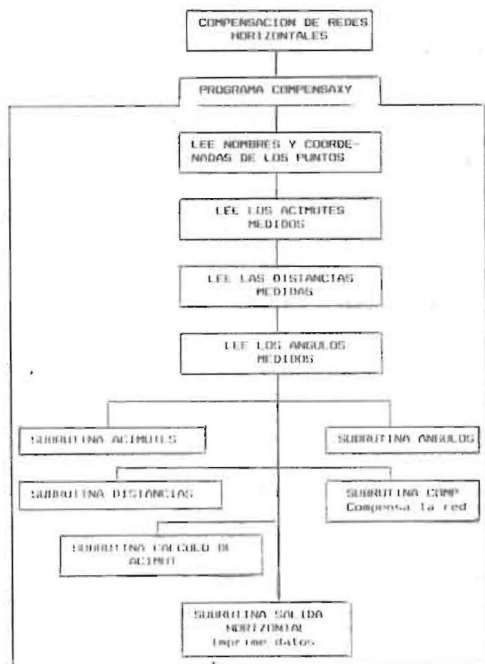 COMPENSACION DE REDES
HORIZONTALES
PROGRAMA COMPENSAXY
LEE NOMBRES Y COORDE-
NADAS DE LOS PUNTOS
LEE LOS ACIMUTES
MEDIDOS
LEE LAS DISTANCIAS
MEDIDAS
LEE LOS ANGULOS
MEDIDOS
SUBRUTINA ACIMUTES
SUBRUTINA ANGULOS
SUBRUTINA DISTANCIAS
SUBRUTINA COMP
Compensa la red
SUBRUTINA CALCULO DE
ACIMUT
SUBRUTINA SALIDA
HORIZONTAL
Imprime datos